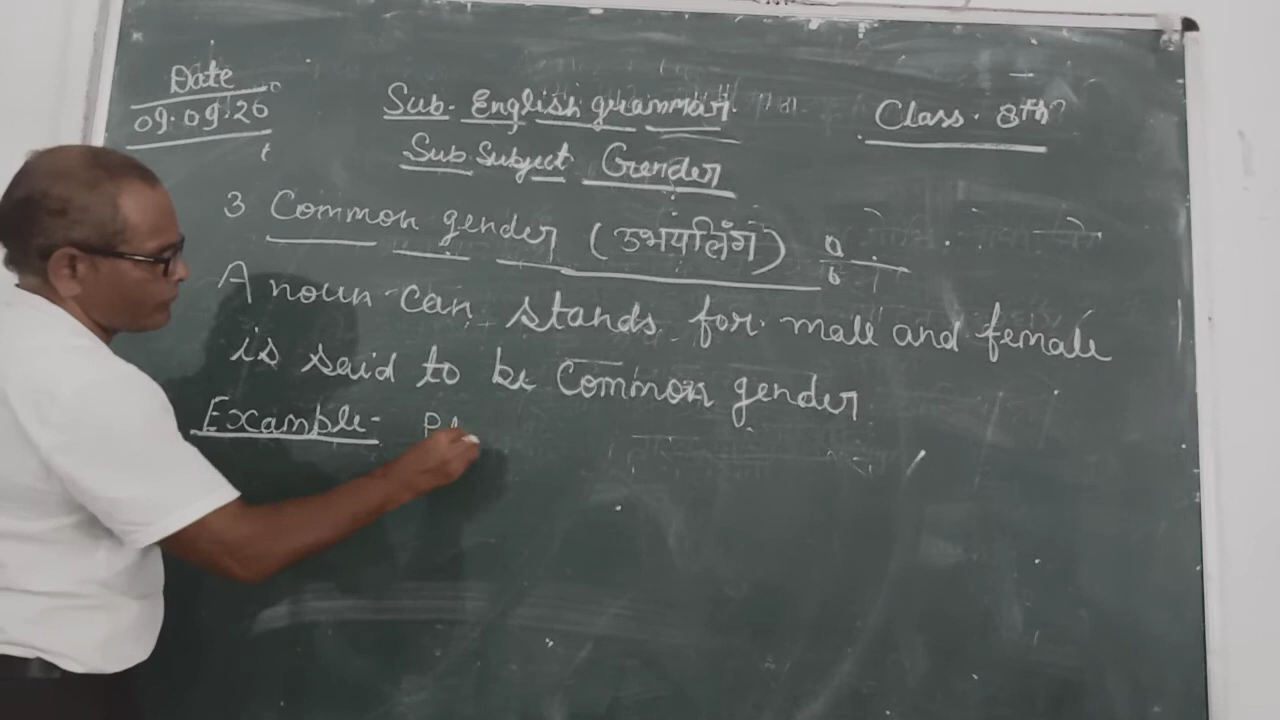 Date
09.09.20
Sub. English grammar.
Class. 8th
Sub Subject Gender
3 Common gender (उभयलिंग)
A noun can stands for male and female
is said to be Common gender
Example-